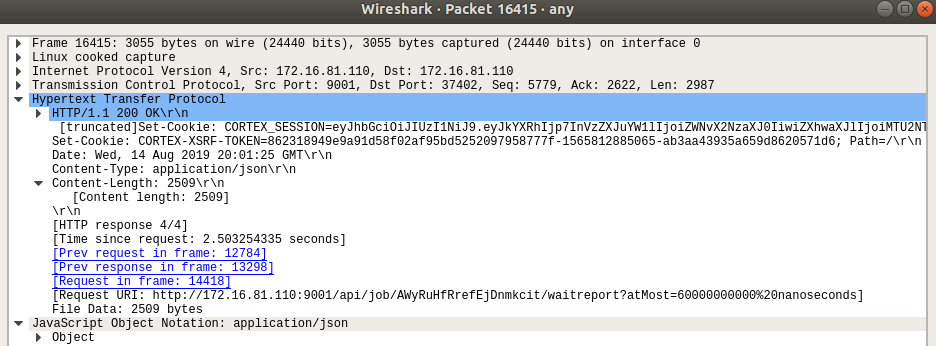 Wireshark · Packet 16415 · any
Frame 16415: 3055 bytes on wire (24440 bits), 3055 bytes captured (24440 bits) on interface 0
Linux cooked capture
Internet Protocol Version 4, Src: 172.16.81.110, Dst: 172.16.81.110
Transmission Control Protocol, Src Port: 9001, Dst Port: 37402, Seq: 5779, Ack: 2622, Len: 2987
Hypertext Transfer Protocol
HTTP/1.1 200 OK\r\n
[truncated]Set-Cookie: CORTEX_SESSION=eyJhbGciOiJIUzI1NiJ9.eyJkYXRhIjp7InVzZXJuYW1lIjoiZWNvX2NzaXJ0IiwiZXhwaXJlIjoiMTU2NT
Set-Cookie: CORTEX-XSRF-TOKEN=862318949e9a91d58f02af95bd5252097958777f-1565812885065-ab3aa43935a659d8620571d6; Path=/\r\n
Date: Wed, 14 Aug 2019 20:01:25 GMT\r\n
Content-Type: application/json\r\n
Content-Length: 2509\r\n
[Content length: 2509]
\r\n
[HTTP response 4/4]
[Time since request: 2.503254335 seconds]
[Prev request in frame: 12784]
[Prev response in frame: 13298]
[Request in frame: 14418]
[Request URI: http://172.16.81.110:9001/api/job/AWyRuHfRrefEjDnmkcit/waitreport?atMost=60000000000%20nanoseconds]
File Data: 2509 bytes
JavaScript Object Notation: application/json
Object